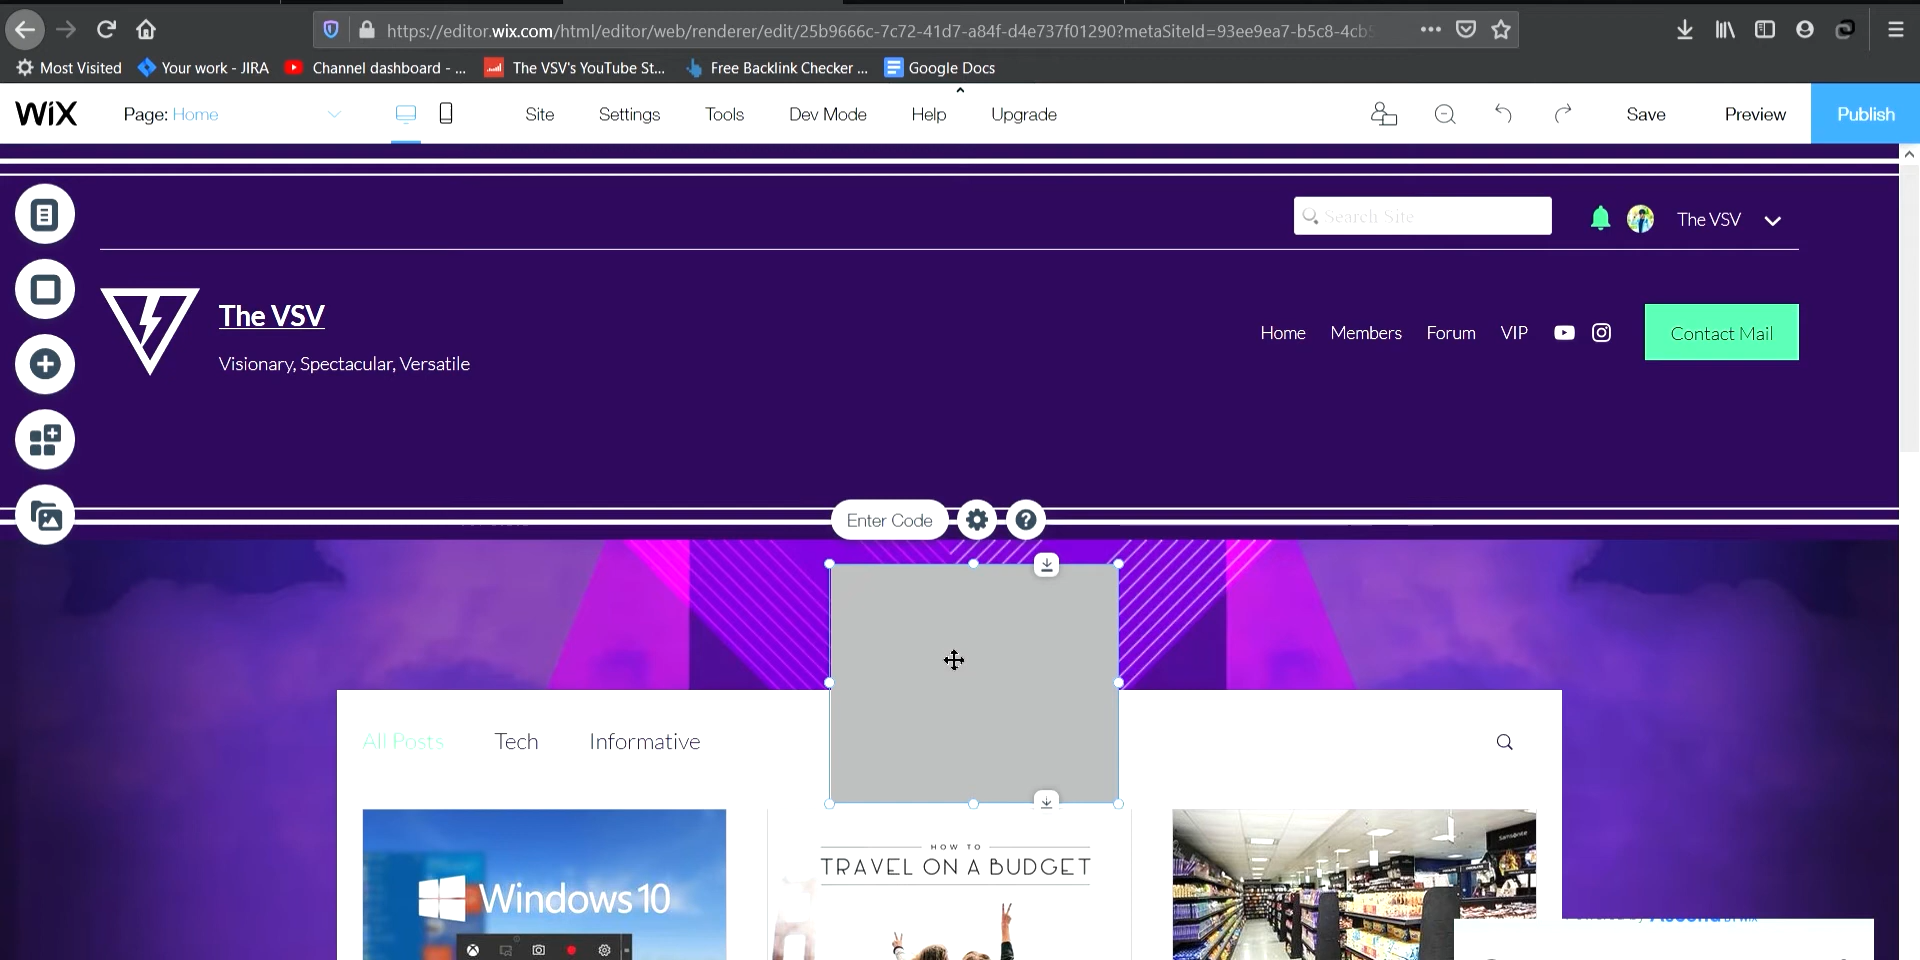 https://editor.wix.com/html/editor/web/renderer/edit/25b9666c-7c72-41d7-a84f-d4e737f01290?metaSiteId=93ee9ea7-b5c8-4cb5
Most Visited Your work - JIRA Channel dashboard - ... The VSV's YouTube St... Free Backlink Checker ... Google Docs
WiX Page: Home Site Settings Tools Dev Mode Help Upgrade Save Preview Publish
Search Site The VSV
The VSV
Visionary, Spectacular, Versatile
Home Members Forum VIP Contact Mail
Enter Code
All Posts Tech Informative
Windows 10
HOW TO
TRAVEL ON A BUDGET
Samsonite